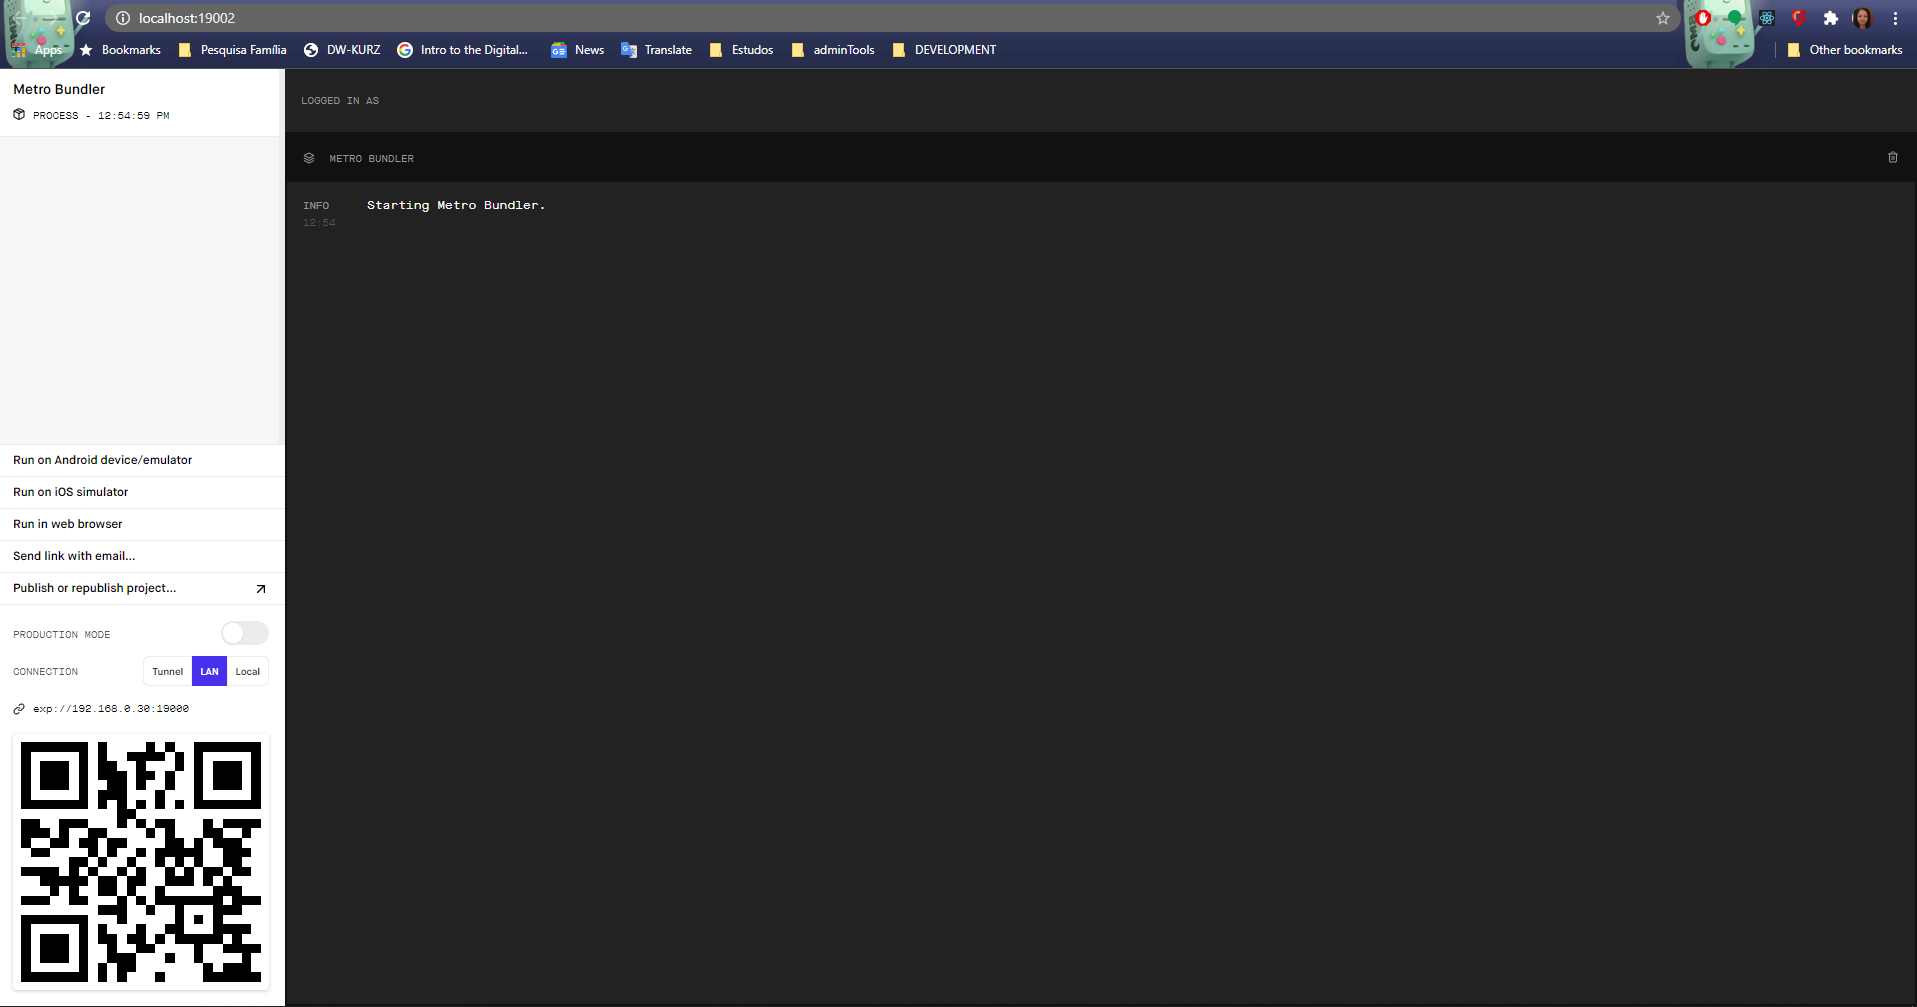 localhost:19002
Apps Bookmarks Pesquisa Família DW-KURZ Intro to the Digital... News Translate Estudos adminTools DEVELOPMENT Other bookmarks
Metro Bundler
PROCESS - 12:54:59 PM
LOGGED IN AS
METRO BUNDLER
INFO Starting Metro Bundler.
12:54
Run on Android device/emulator
Run on iOS simulator
Run in web browser
Send link with email...
Publish or republish project...
PRODUCTION MODE
CONNECTION Tunnel LAN Local
exp://192.168.0.30:19000